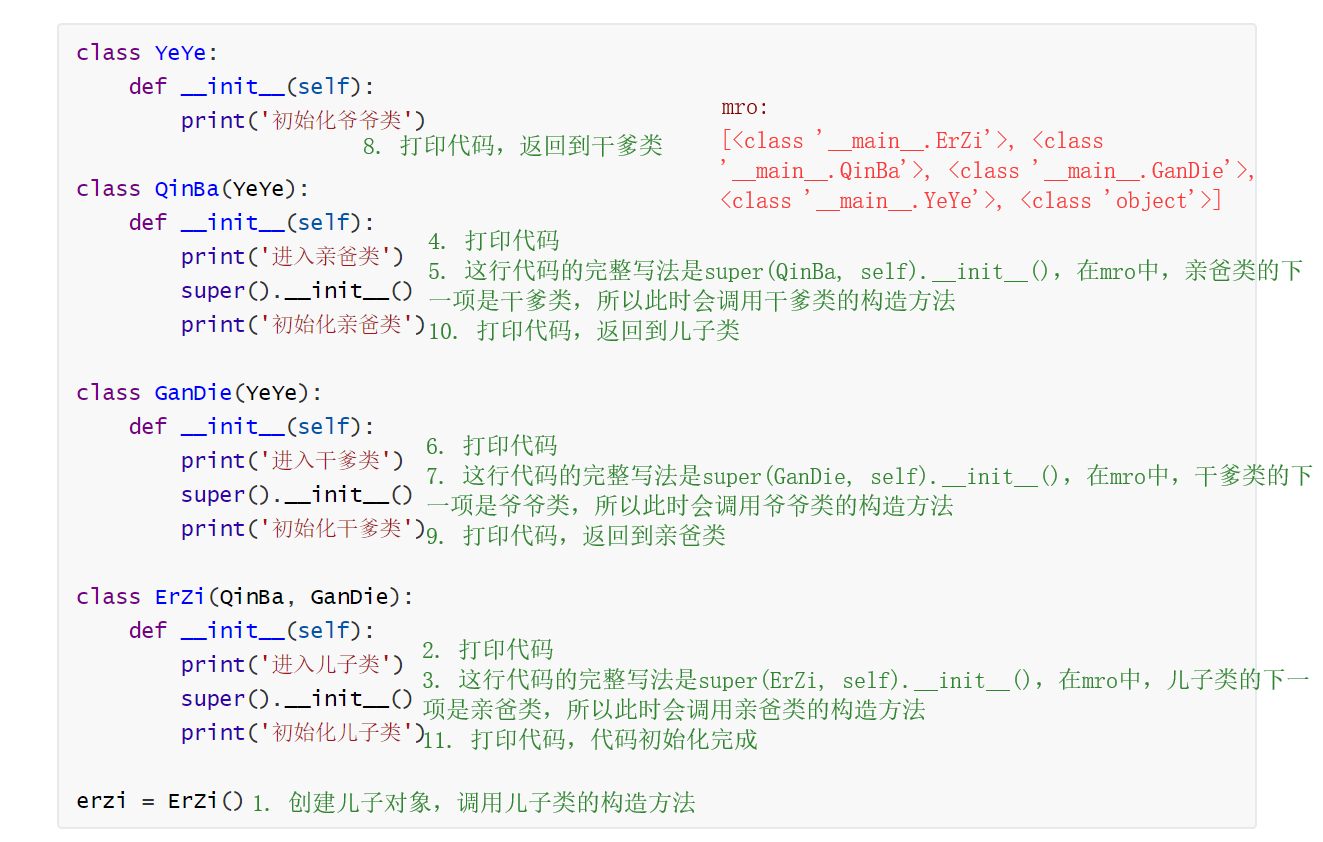 class YeYe:
def __init__(self):
print('初始化爷爷类')
8. 打印代码，返回到干爹类
mro:
[<class '__main__.ErZi'>, <class
'__main__.QinBa'>, <class '__main__.GanDie'>,
<class '__main__.YeYe'>, <class 'object'>]
class QinBa(YeYe):
def __init__(self):
print('进入亲爸类')
super().__init__()
print('初始化亲爸类')
4. 打印代码
5. 这行代码的完整写法是super(QinBa, self).__init__()，在mro中，亲爸类的下
一项是干爹类，所以此时会调用干爹类的构造方法
10. 打印代码，返回到儿子类
class GanDie(YeYe):
def __init__(self):
print('进入干爹类')
super().__init__()
print('初始化干爹类')
6. 打印代码
7. 这行代码的完整写法是super(GanDie, self).__init__()，在mro中，干爹类的下
一项是爷爷类，所以此时会调用爷爷类的构造方法
9. 打印代码，返回到亲爸类
class ErZi(QinBa, GanDie):
def __init__(self):
print('进入儿子类')
super().__init__()
print('初始化儿子类')
2. 打印代码
3. 这行代码的完整写法是super(ErZi, self).__init__()，在mro中，儿子类的下一
项是亲爸类，所以此时会调用亲爸类的构造方法
11. 打印代码，代码初始化完成
erzi = ErZi()
1. 创建儿子对象，调用儿子类的构造方法